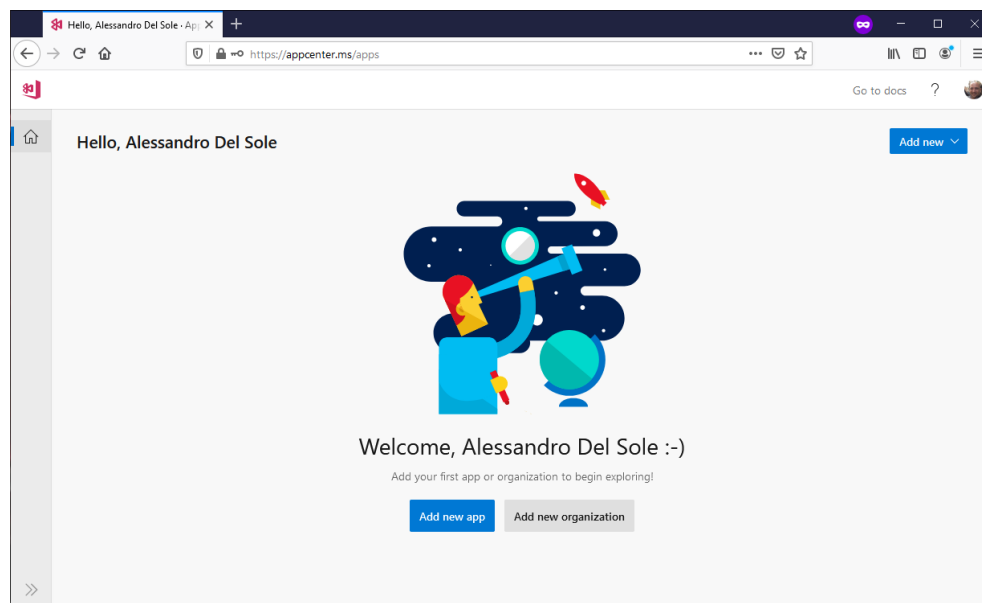 Hello, Alessandro Del Sole · Ap
https://appcenter.ms/apps
Go to docs ?
Hello, Alessandro Del Sole
Add new
Welcome, Alessandro Del Sole :-)
Add your first app or organization to begin exploring!
Add new app Add new organization